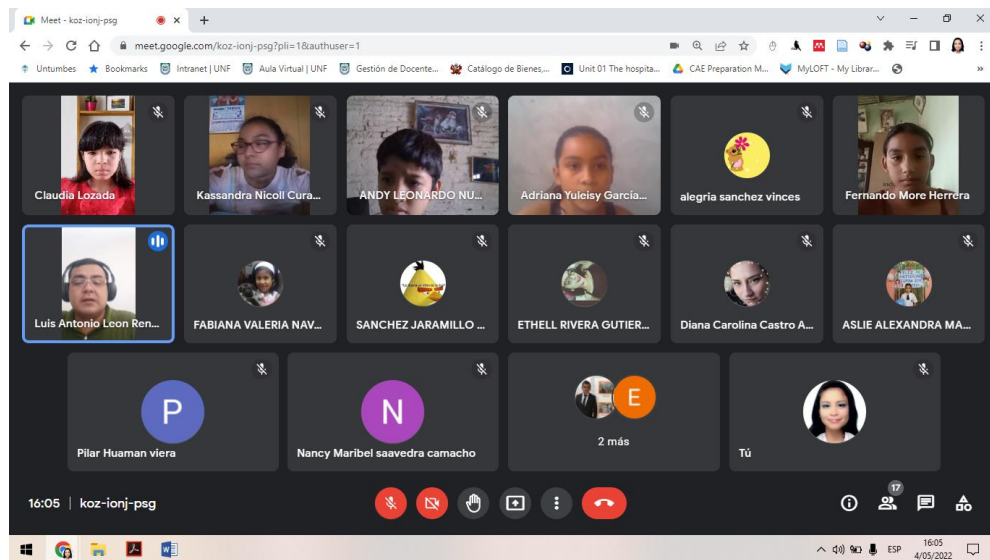 Meet - koz-ionj-psg
meet.google.com/koz-ionj-psg?pli=1&authuser=1
Untumbes
Bookmarks
Intranet | UNF
Aula Virtual | UNF
Gestión de Docente...
Catálogo de Bienes,...
Unit 01 The hospita...
CAE Preparation M...
MyLOFT - My Librar...
Claudia Lozada
Kassandra Nicoll Cura...
ANDY LEONARDO NU...
Adriana Yuleisy Garcia...
alegria sanchez vinces
Fernando More Herrera
Luis Antonio Leon Ren...
FABIANA VALERIA NAV...
SANCHEZ JARAMILLO ...
ETHELL RIVERA GUTIER...
Diana Carolina Castro A...
ASLIE ALEXANDRA MA...
P
Pilar Huaman viera
N
Nancy Maribel saavedra camacho
E
2 más
Tú
16:05 | koz-ionj-psg
17
ESP
16:05
4/05/2022